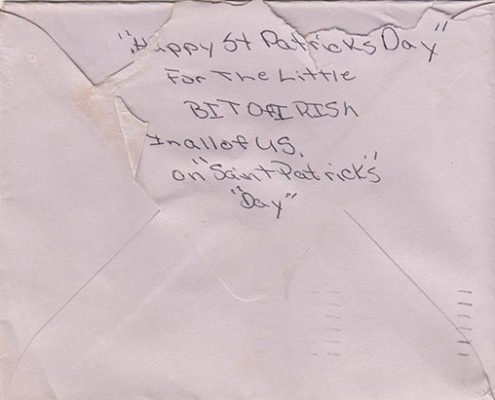 "Happy St Patricks Day"
For The Little
BIT OF IRISH
In all of US.
on "Saint Patrick's"
"Day"